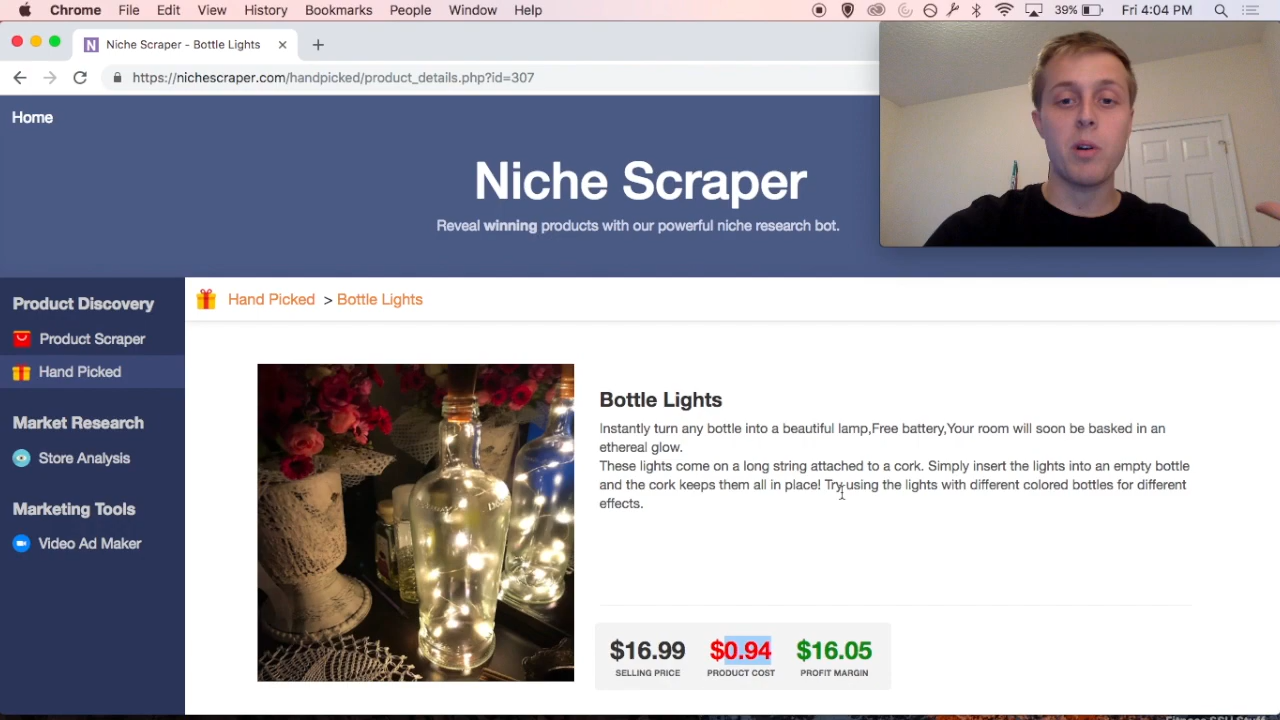 Chrome File Edit View History Bookmarks People Window Help 39% Fri 4:04 PM
N Niche Scraper - Bottle Lights
https://nichescraper.com/handpicked/product_details.php?id=307
Home
Niche Scraper
Reveal winning products with our powerful niche research bot.
Product Discovery
Product Scraper
Hand Picked
Market Research
Store Analysis
Marketing Tools
Video Ad Maker
Hand Picked > Bottle Lights
Bottle Lights
Instantly turn any bottle into a beautiful lamp,Free battery,Your room will soon be basked in an
ethereal glow.
These lights come on a long string attached to a cork. Simply insert the lights into an empty bottle
and the cork keeps them all in place! Try using the lights with different colored bottles for different
effects.
$16.99 $0.94 $16.05
SELLING PRICE PRODUCT COST PROFIT MARGIN